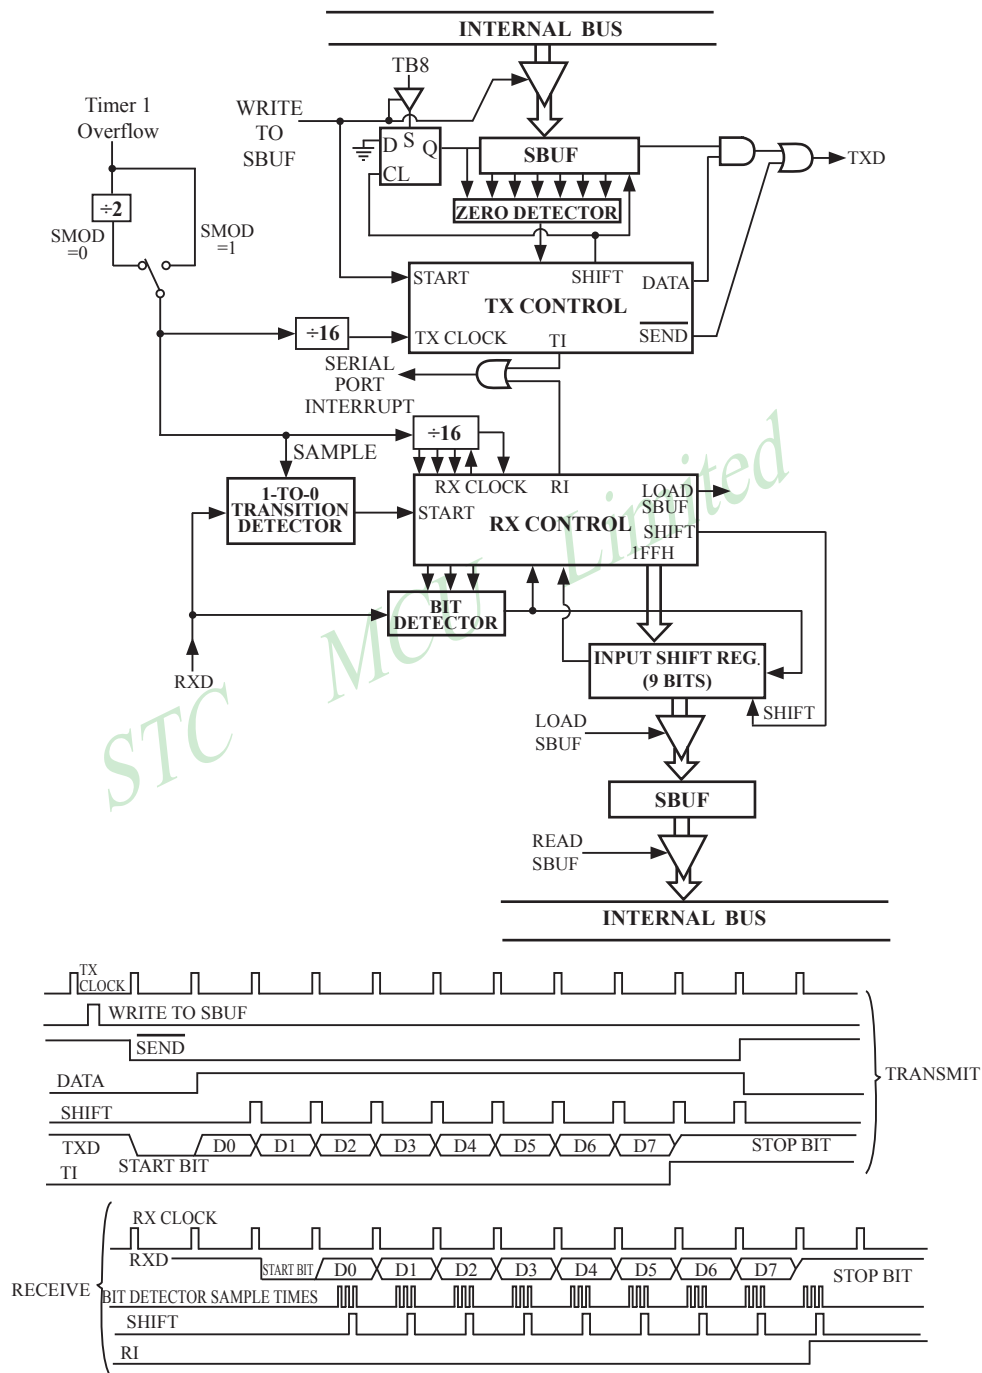 INTERNAL BUS
TB8
Timer 1
Overflow
WRITE
TO
SBUF
D S Q
CL
SBUF
TXD
÷2
ZERO DETECTOR
SMOD
=0
SMOD
=1
START
SHIFT
DATA
TX CONTROL
÷16
TX CLOCK
TI
SEND
SERIAL
PORT
INTERRUPT
÷16
SAMPLE
1-TO-0
TRANSITION
DETECTOR
RX CLOCK
RI
LOAD
SBUF
START
RX CONTROL
SHIFT
1FFH
BIT
DETECTOR
RXD
INPUT SHIFT REG.
(9 BITS)
SHIFT
LOAD
SBUF
SBUF
READ
SBUF
INTERNAL BUS
STC MCU Limited
TX
CLOCK
WRITE TO SBUF
SEND
DATA
TRANSMIT
SHIFT
TXD
START BIT
D0 D1 D2 D3 D4 D5 D6 D7
STOP BIT
TI
RX CLOCK
RXD
START BIT
D0 D1 D2 D3 D4 D5 D6 D7
STOP BIT
RECEIVE
BIT DETECTOR SAMPLE TIMES
SHIFT
RI